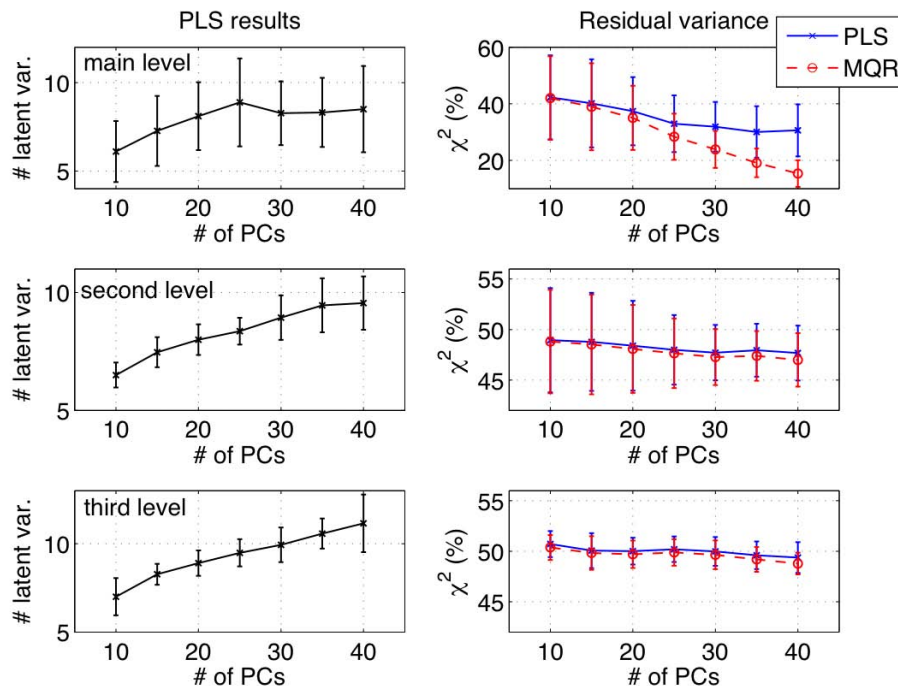 PLS results
Residual variance
PLS
MQR
main level
# latent var.
10
5
10 20 30 40
# of PCs
χ² (%)
60
40
20
10 20 30 40
# of PCs
second level
# latent var.
10
5
10 20 30 40
# of PCs
χ² (%)
55
50
45
10 20 30 40
# of PCs
third level
# latent var.
10
5
10 20 30 40
# of PCs
χ² (%)
55
50
45
10 20 30 40
# of PCs